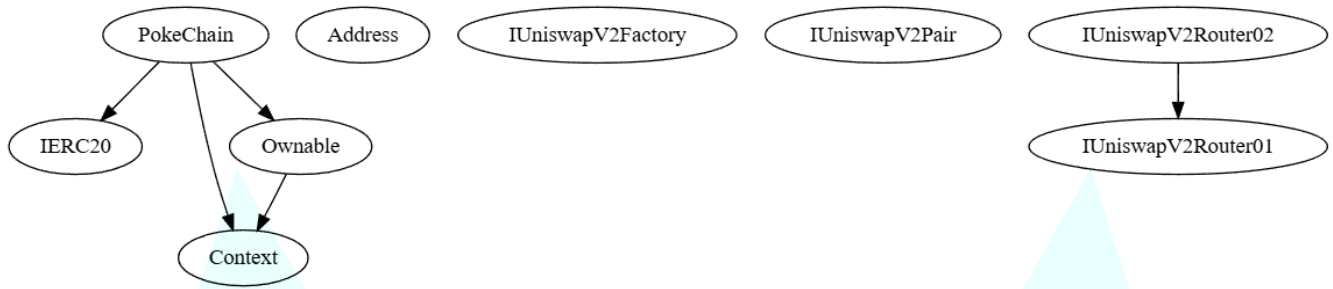 PokeChain
Address
IUniswapV2Factory
IUniswapV2Pair
IUniswapV2Router02
IERC20
Ownable
IUniswapV2Router01
Context